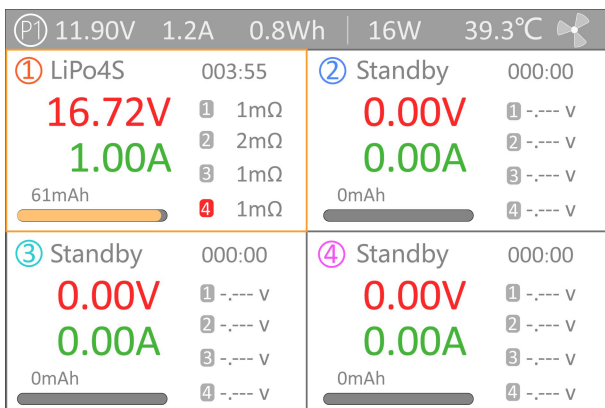 P1 11.90V 1.2A 0.8Wh 16W 39.3℃
1 LiPo4S 003:55
16.72V
1.00A
61mAh
1 1mΩ
2 2mΩ
3 1mΩ
4 1mΩ
2 Standby 000:00
0.00V
0.00A
0mAh
1 -.--- v
2 -.--- v
3 -.--- v
4 -.--- v
3 Standby 000:00
0.00V
0.00A
0mAh
1 -.--- v
2 -.--- v
3 -.--- v
4 -.--- v
4 Standby 000:00
0.00V
0.00A
0mAh
1 -.--- v
2 -.--- v
3 -.--- v
4 -.--- v